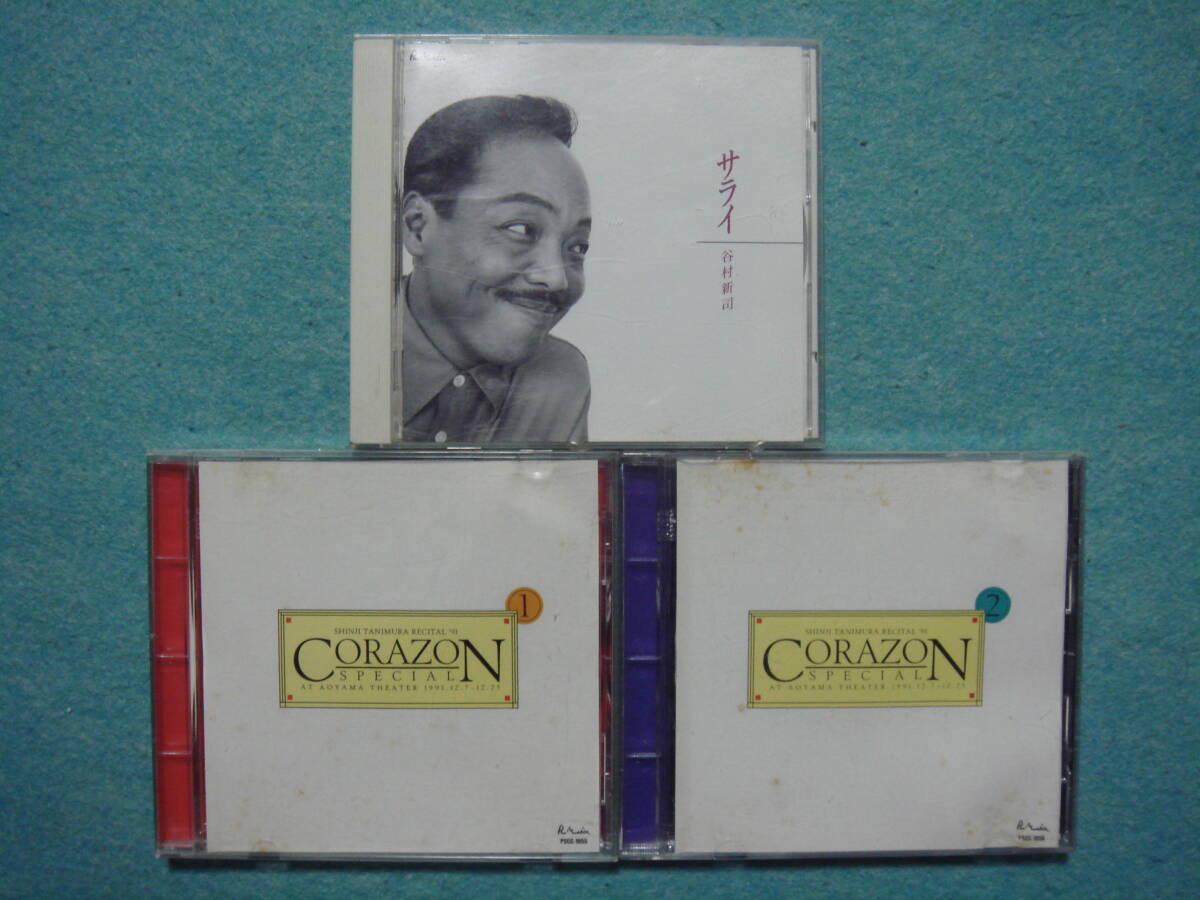 サライ
谷村新司
1
SHINJI TANIMURA RECITAL '91
CORAZON
SPECIAL
AT AOYAMA THEATER 1991.12.7-12.25
2
SHINJI TANIMURA RECITAL '91
CORAZON
SPECIAL
AT AOYAMA THEATER 1991.12.7-12.25